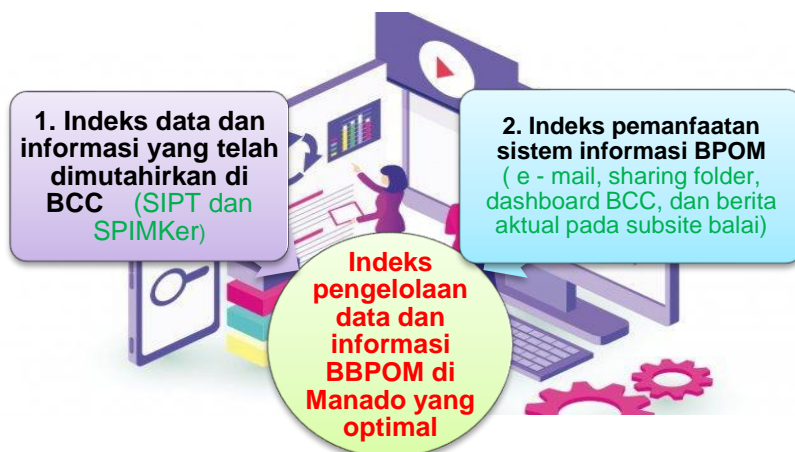 1. Indeks data dan
informasi yang telah
dimutahirkan di
BCC (SIPT dan
SPIMKer)
2. Indeks pemanfaatan
sistem informasi BPOM
( e - mail, sharing folder,
dashboard BCC, dan berita
aktual pada subsite balai)
Indeks
pengelolaan
data dan
informasi
BBPOM di
Manado yang
optimal